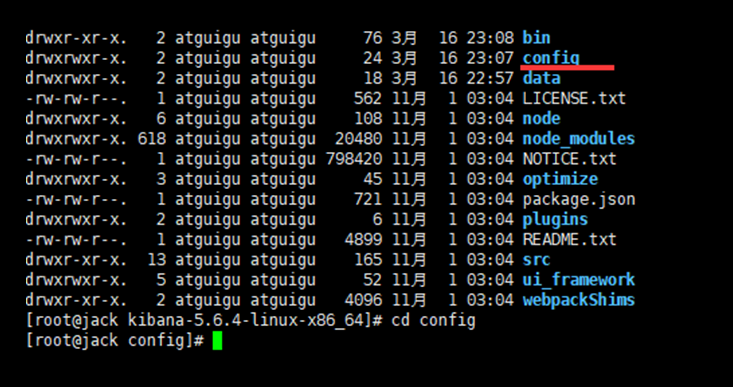 drwxr-xr-x. 2 atguigu atguigu 76 3月 16 23:08 bin
drwxrwxr-x. 2 atguigu atguigu 24 3月 16 23:07 config
drwxrwxr-x. 2 atguigu atguigu 18 3月 16 22:57 data
-rw-rw-r--. 1 atguigu atguigu 562 11月 1 03:04 LICENSE.txt
drwxrwxr-x. 6 atguigu atguigu 108 11月 1 03:04 node
drwxrwxr-x. 618 atguigu atguigu 20480 11月 1 03:04 node_modules
-rw-rw-r--. 1 atguigu atguigu 798420 11月 1 03:04 NOTICE.txt
drwxrwxr-x. 3 atguigu atguigu 45 11月 1 03:04 optimize
-rw-rw-r--. 1 atguigu atguigu 721 11月 1 03:04 package.json
drwxrwxr-x. 2 atguigu atguigu 6 11月 1 03:04 plugins
-rw-rw-r--. 1 atguigu atguigu 4899 11月 1 03:04 README.txt
drwxr-xr-x. 13 atguigu atguigu 165 11月 1 03:04 src
drwxrwxr-x. 5 atguigu atguigu 52 11月 1 03:04 ui_framework
drwxr-xr-x. 2 atguigu atguigu 4096 11月 1 03:04 webpackShims
[root@jack kibana-5.6.4-linux-x86_64]# cd config
[root@jack config]#